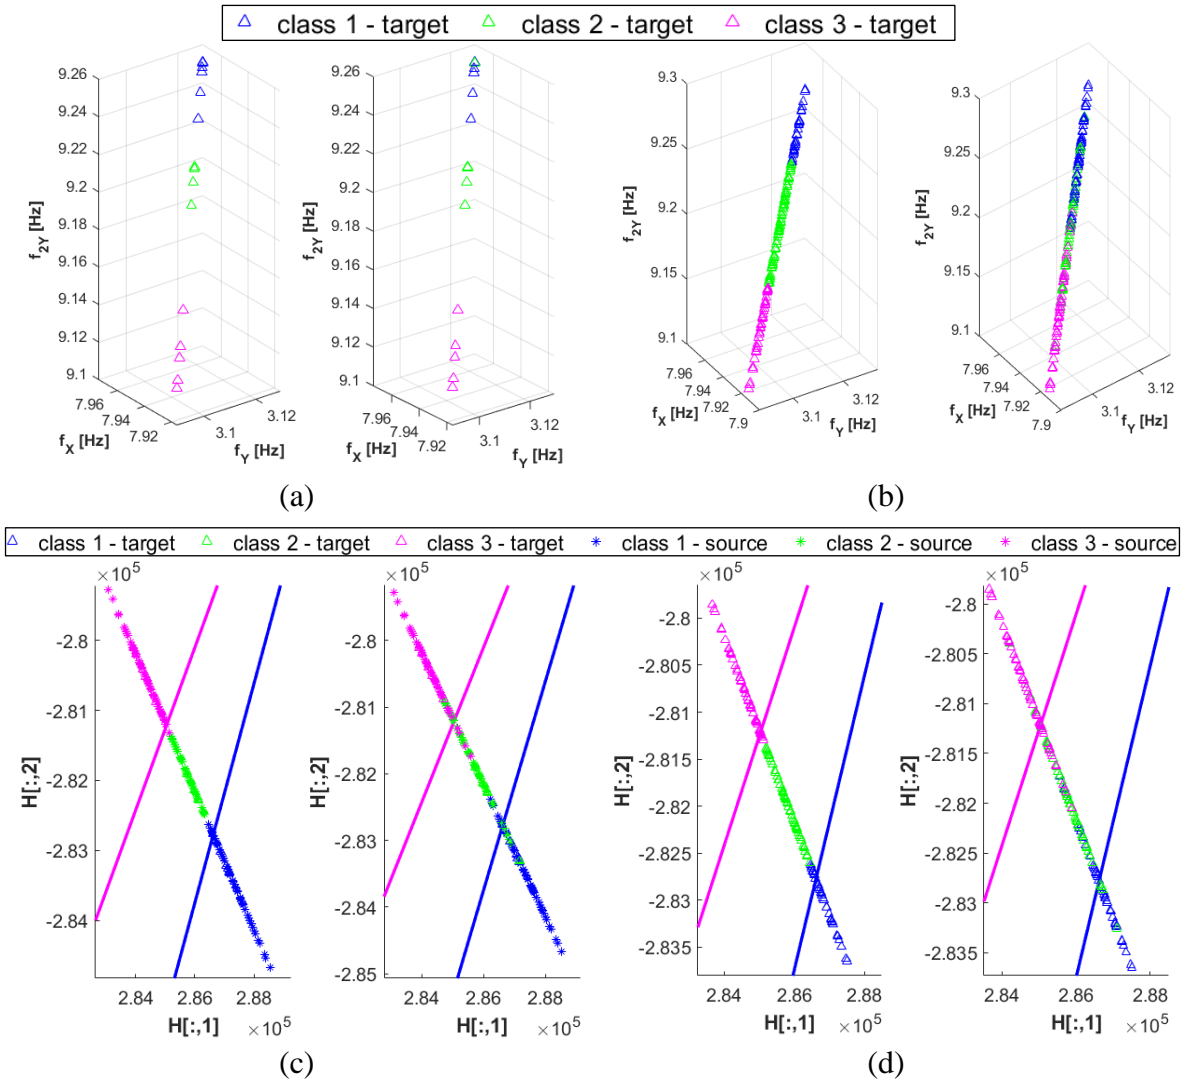 class 1 - target class 2 - target class 3 - target
9.26
9.24
9.22
9.2
9.18
9.16
9.14
9.12
9.1
f2Y [Hz]
7.96
7.94
7.92
fX [Hz]
3.1
3.12
fY [Hz]
9.26
9.24
9.22
9.2
9.18
9.16
9.14
9.12
9.1
f2Y [Hz]
7.96
7.94
7.92
fX [Hz]
3.1
3.12
fY [Hz]
(a)
9.3
9.25
9.2
9.15
9.1
f2Y [Hz]
7.96
7.94
7.92
7.9
fX [Hz]
3.1
3.12
fY [Hz]
9.3
9.25
9.2
9.15
9.1
f2Y [Hz]
7.96
7.94
7.92
7.9
fX [Hz]
3.1
3.12
fY [Hz]
(b)
class 1 - target class 2 - target class 3 - target class 1 - source class 2 - source class 3 - source
×10^5
-2.8
-2.81
-2.82
-2.83
-2.84
H[:,2]
2.84 2.86 2.88
H[:,1] ×10^5
×10^5
-2.8
-2.81
-2.82
-2.83
-2.84
-2.85
H[:,2]
2.84 2.86 2.88
H[:,1] ×10^5
(c)
×10^5
-2.8
-2.805
-2.81
-2.815
-2.82
-2.825
-2.83
-2.835
H[:,2]
2.84 2.86 2.88
H[:,1] ×10^5
×10^5
-2.8
-2.805
-2.81
-2.815
-2.82
-2.825
-2.83
-2.835
H[:,2]
2.84 2.86 2.88
H[:,1] ×10^5
(d)